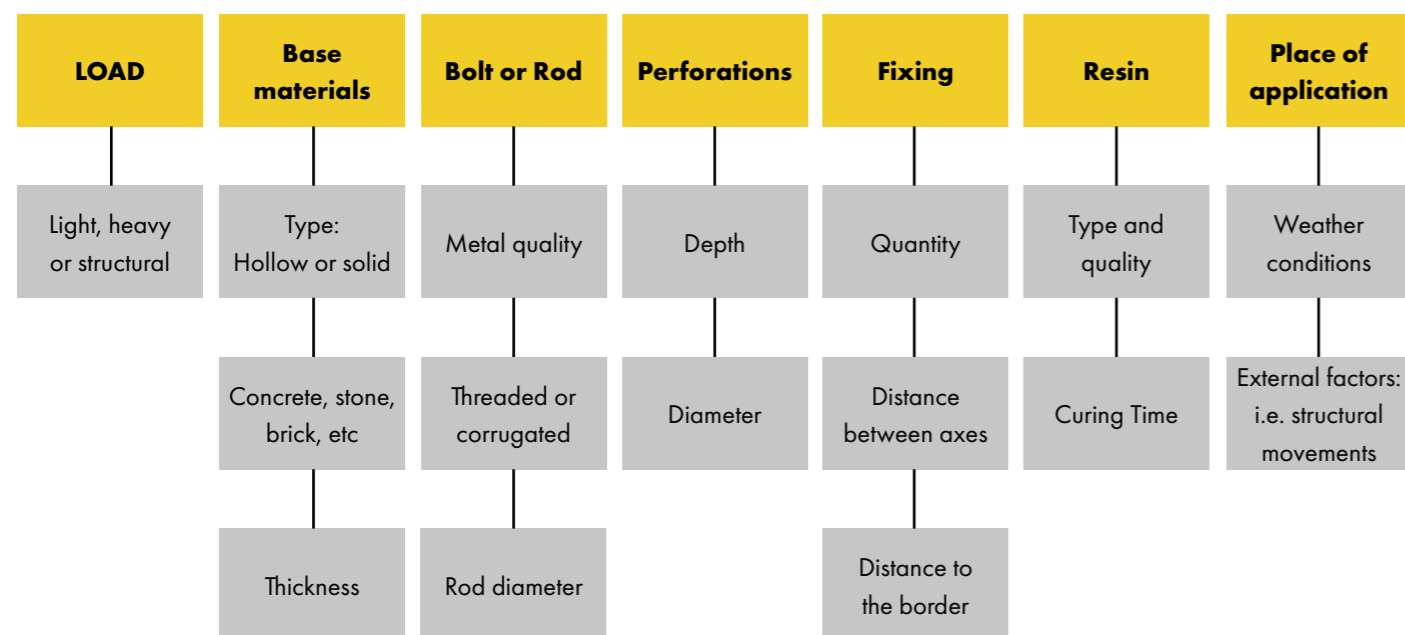 LOAD
Base
materials
Bolt or Rod
Perforations
Fixing
Resin
Place of
application
Light, heavy
or structural
Type:
Hollow or solid
Metal quality
Depth
Quantity
Type and
quality
Weather
conditions
Concrete, stone,
brick, etc
Threaded or
corrugated
Diameter
Distance
between axes
Curing Time
External factors:
i.e. structural
movements
Thickness
Rod diameter
Distance to
the border